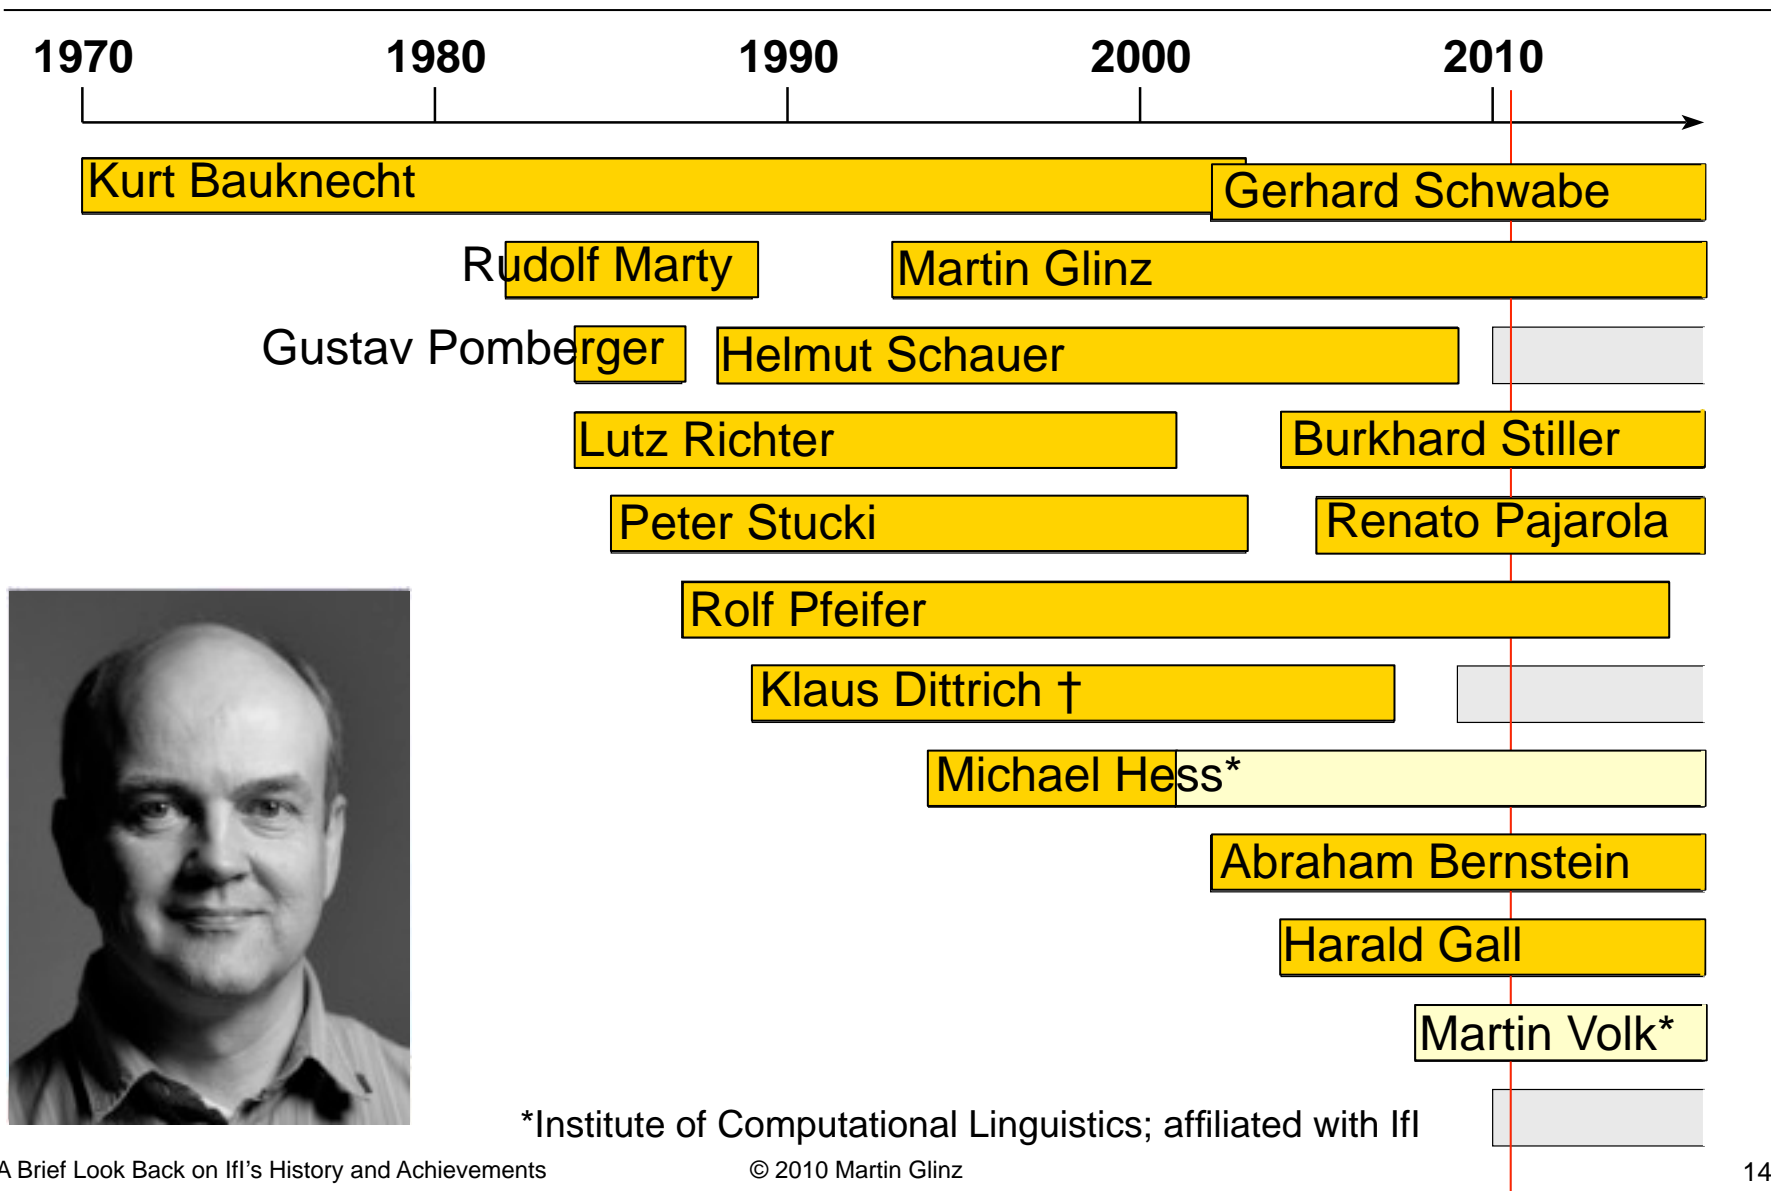 1970 1980 1990 2000 2010
Kurt Bauknecht Gerhard Schwabe
Rudolf Marty Martin Glinz
Gustav Pomberger Helmut Schauer
Lutz Richter Burkhard Stiller
Peter Stucki Renato Pajarola
Rolf Pfeifer
Klaus Dittrich †
Michael Hess*
Abraham Bernstein
Harald Gall
Martin Volk*
*Institute of Computational Linguistics; affiliated with IfI
A Brief Look Back on IfI's History and Achievements © 2010 Martin Glinz 14